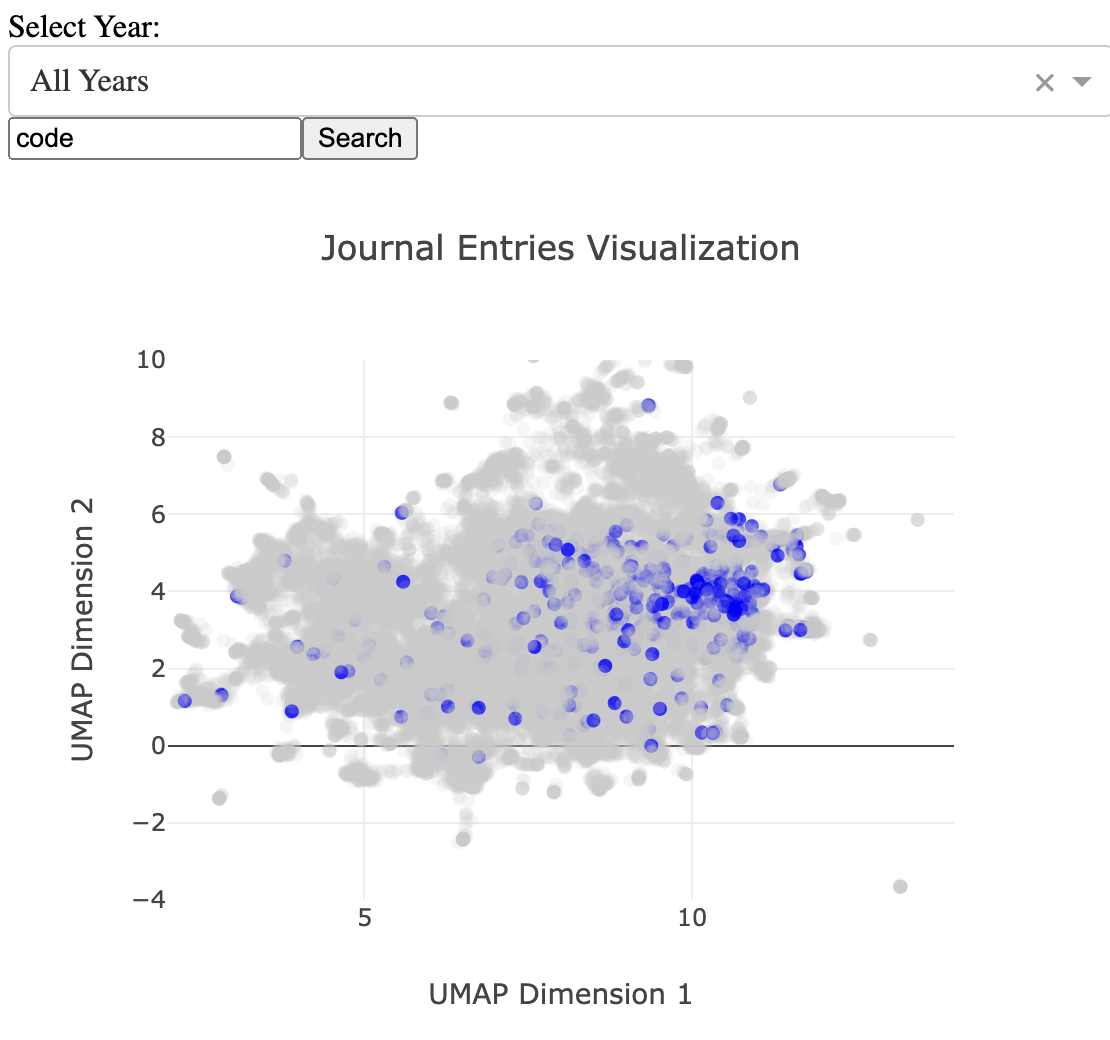 Select Year:
All Years
code Search
Journal Entries Visualization
10
8
6
4
2
0
−2
−4
UMAP Dimension 2
5 10
UMAP Dimension 1